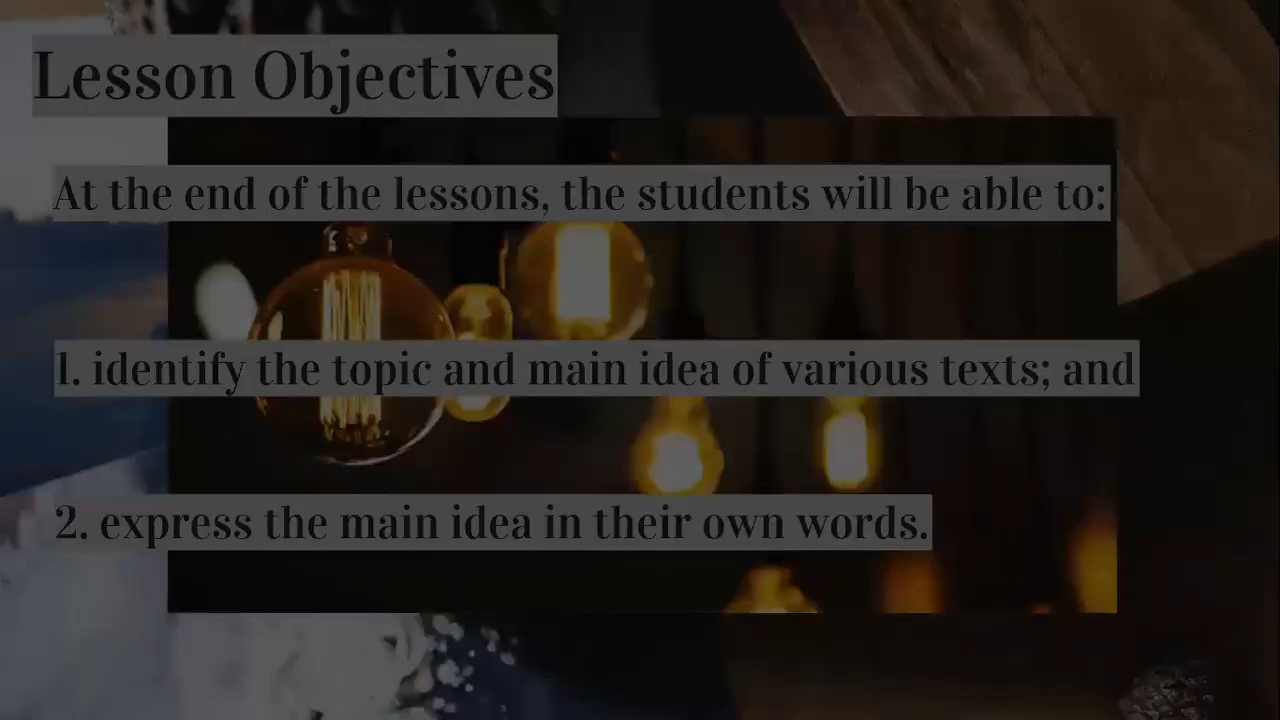 Lesson Objectives
At the end of the lessons, the students will be able to:
1. identify the topic and main idea of various texts; and
2. express the main idea in their own words.